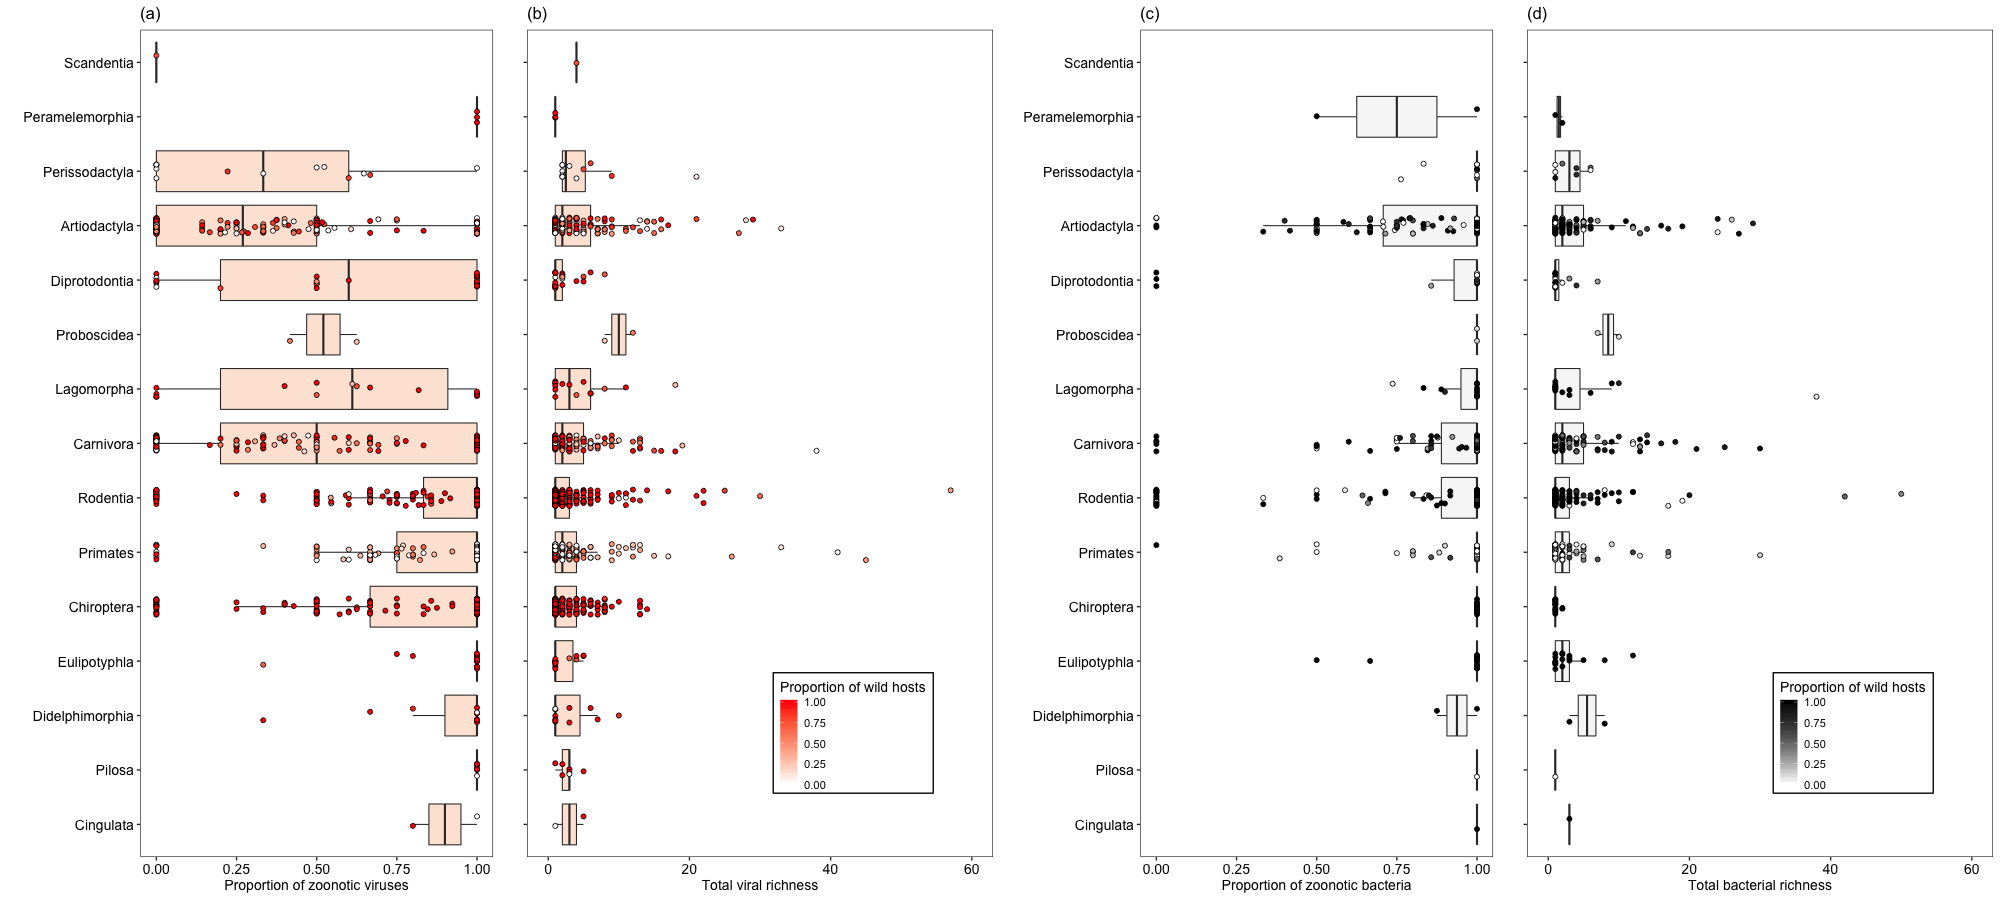 (a)
(b)
(c)
(d)
Scandentia
Peramelemorphia
Perissodactyla
Artiodactyla
Diprotodontia
Proboscidea
Lagomorpha
Carnivora
Rodentia
Primates
Chiroptera
Eulipotyphla
Didelphimorphia
Pilosa
Cingulata
0.00 0.25 0.50 0.75 1.00
Proportion of zoonotic viruses
Proportion of wild hosts
1.00
0.75
0.50
0.25
0.00
0 20 40 60
Total viral richness
Scandentia
Peramelemorphia
Perissodactyla
Artiodactyla
Diprotodontia
Proboscidea
Lagomorpha
Carnivora
Rodentia
Primates
Chiroptera
Eulipotyphla
Didelphimorphia
Pilosa
Cingulata
0.00 0.25 0.50 0.75 1.00
Proportion of zoonotic bacteria
Proportion of wild hosts
1.00
0.75
0.50
0.25
0.00
0 20 40 60
Total bacterial richness